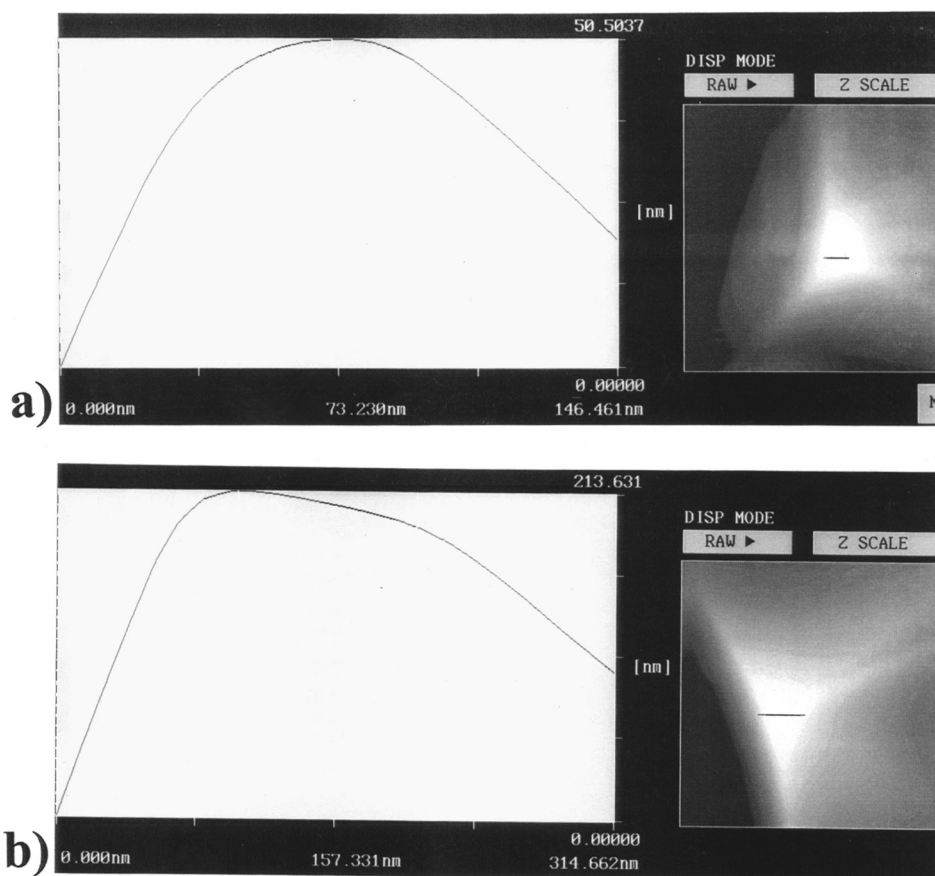 50.5037
DISP MODE
RAW ▶ Z SCALE
[nm]
0.00000
a)
0.000nm 73.230nm 146.461nm
213.631
DISP MODE
RAW ▶ Z SCALE
[nm]
0.00000
b)
0.000nm 157.331nm 314.662nm